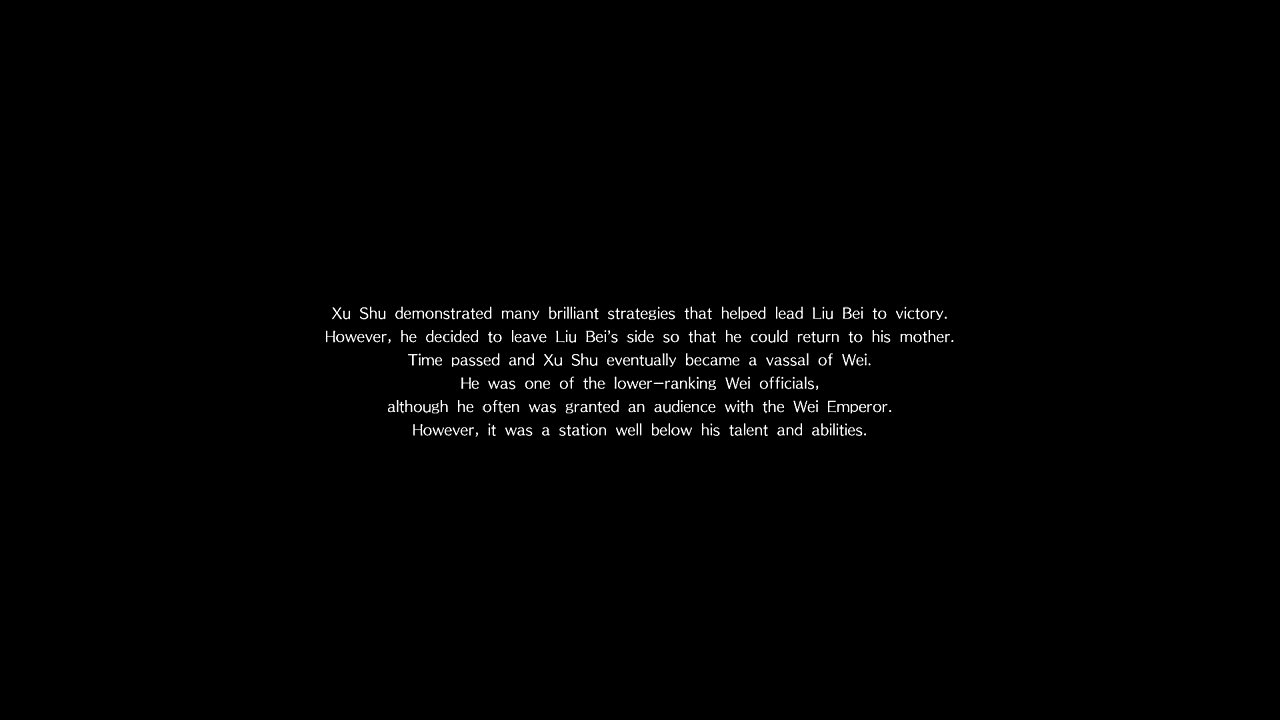 Xu Shu demonstrated many brilliant strategies that helped lead Liu Bei to victory.
However, he decided to leave Liu Bei's side so that he could return to his mother.
Time passed and Xu Shu eventually became a vassal of Wei.
He was one of the lower-ranking Wei officials,
although he often was granted an audience with the Wei Emperor.
However, it was a station well below his talent and abilities.